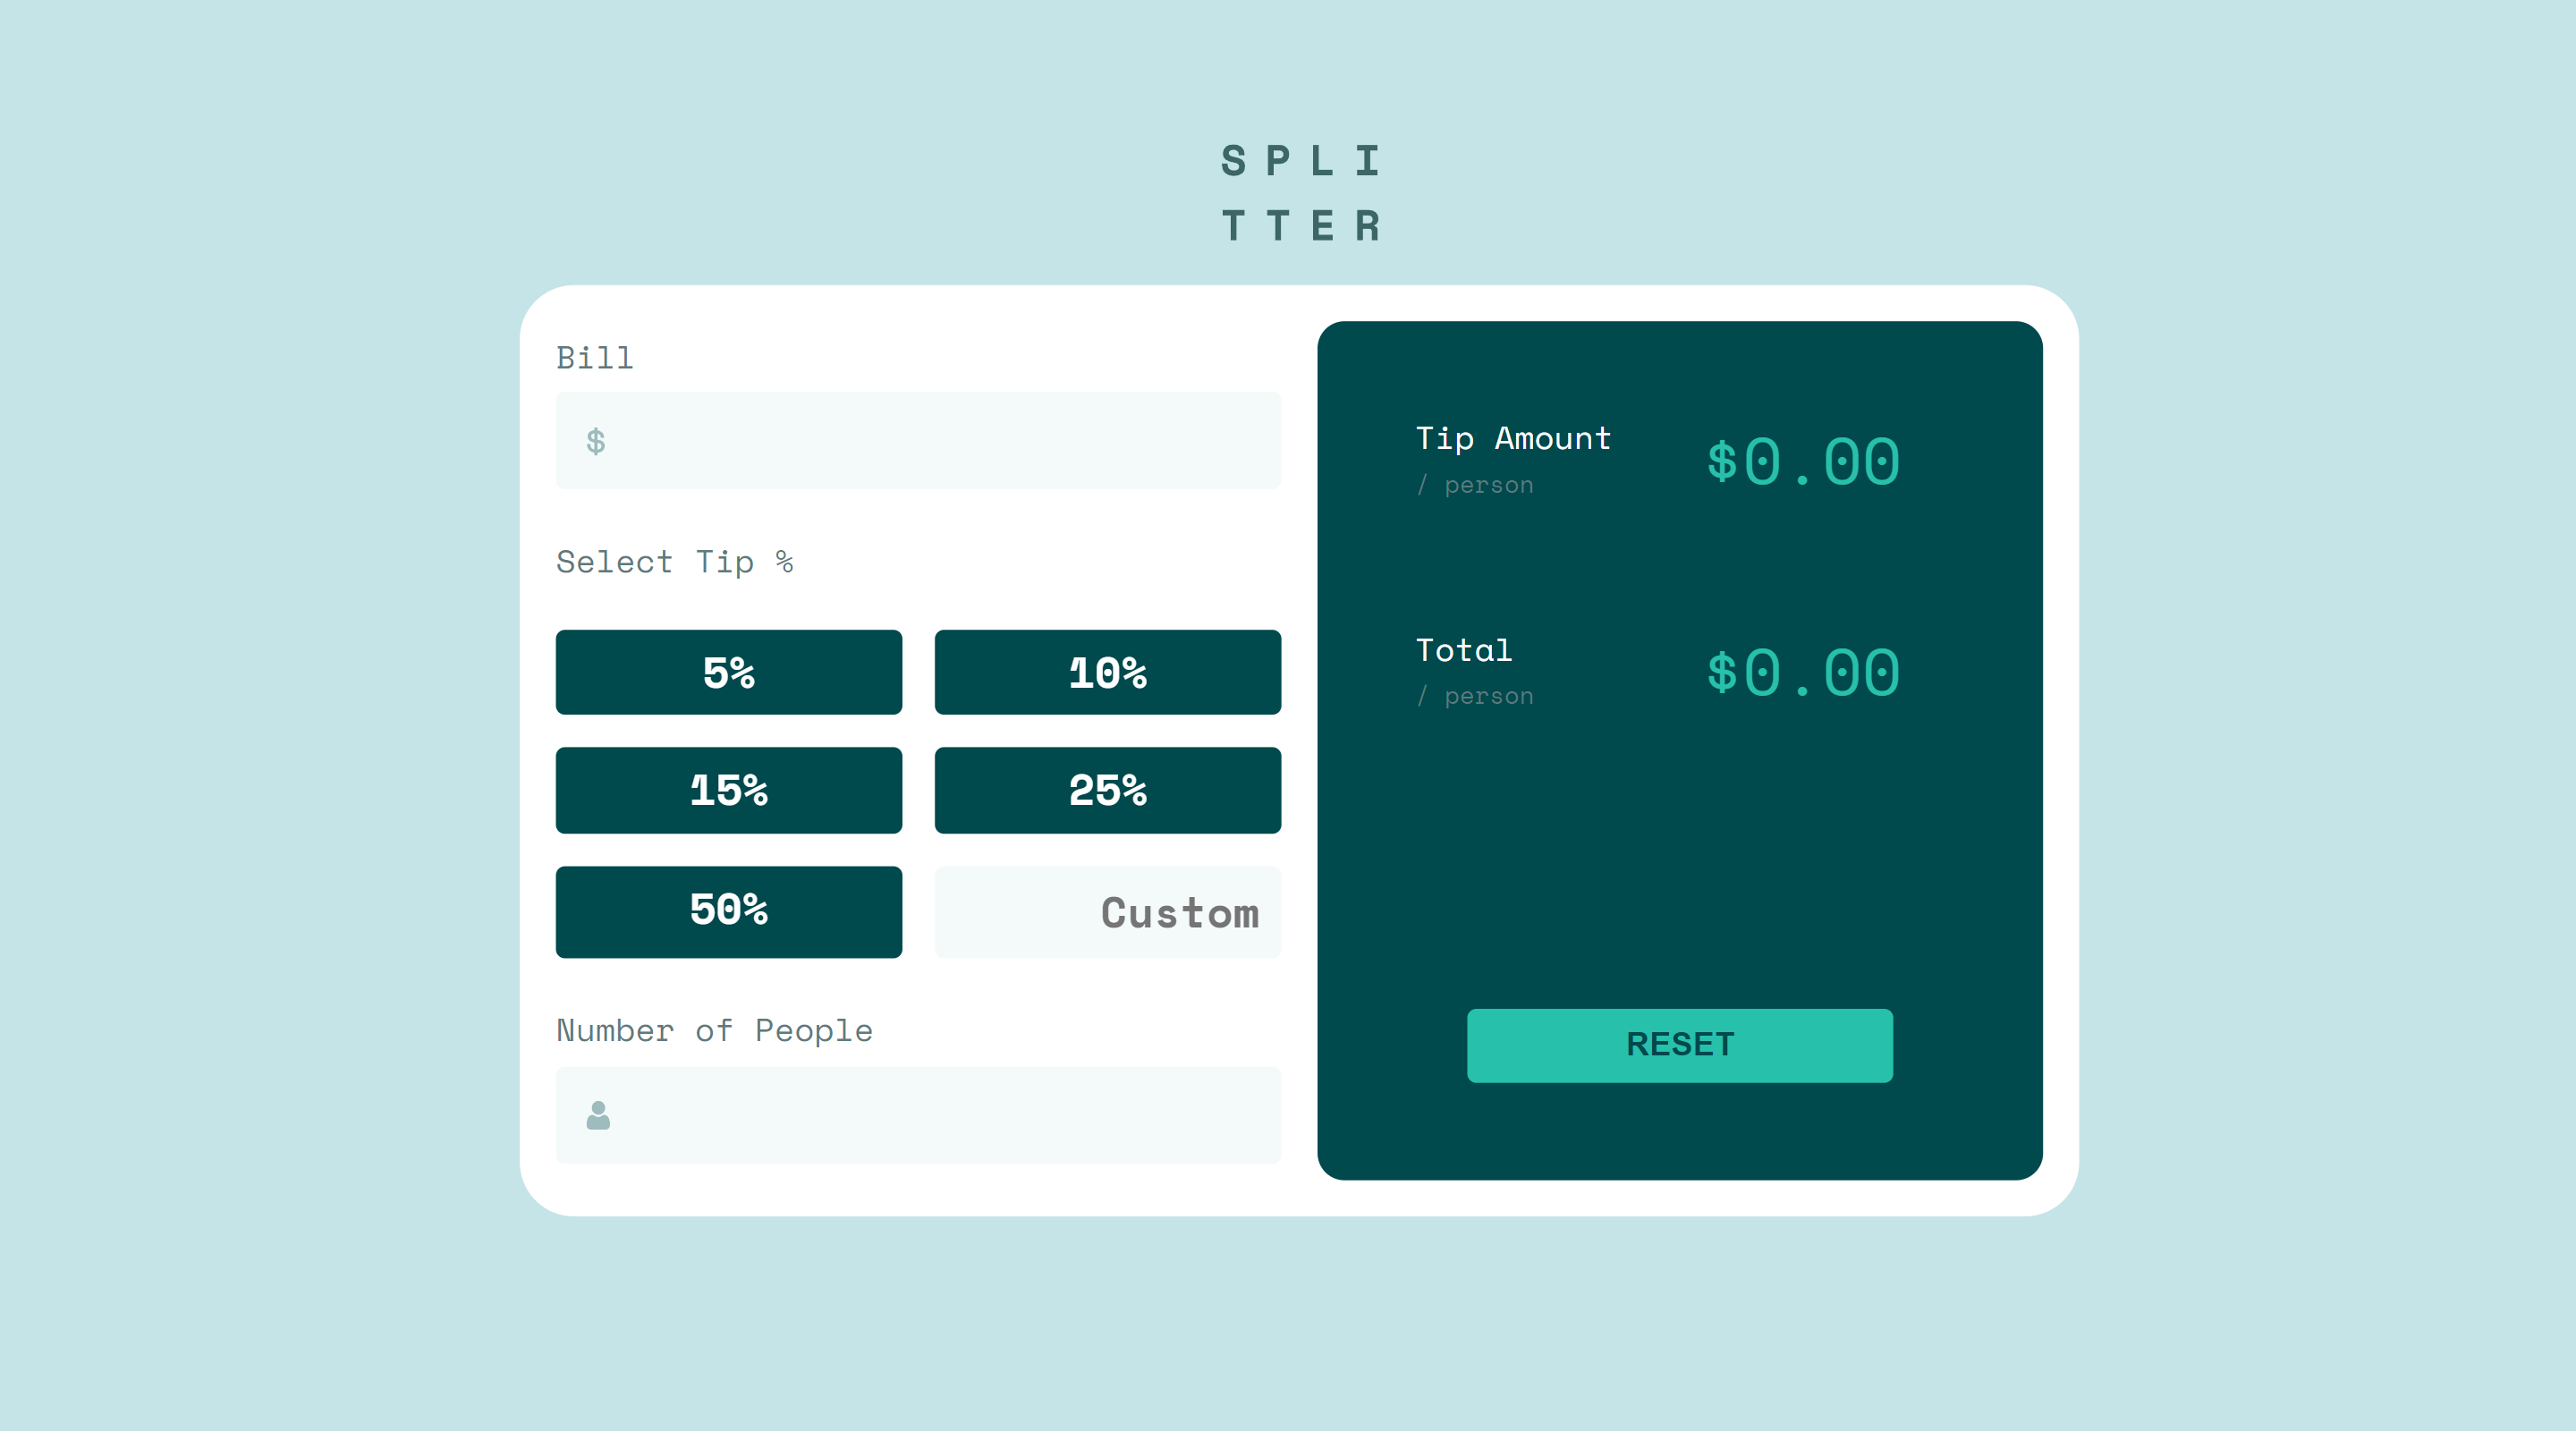 S P L I
T T E R
Bill
$
Select Tip %
5%
10%
15%
25%
50%
Custom
Number of People
Tip Amount
/ person
$0.00
Total
/ person
$0.00
RESET